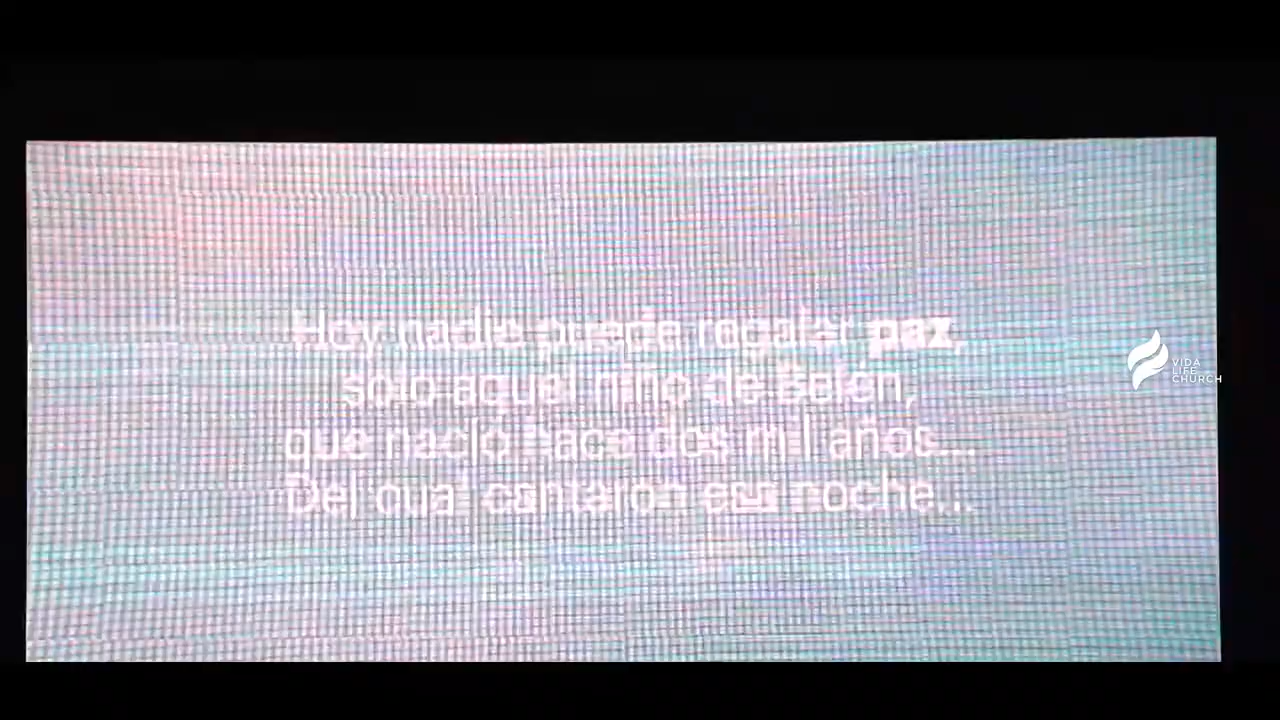 Hoy nadie puede regalar paz,
solo aquel niño de Belén,
que nació hace dos mil años...
Del cual cantaron esa noche...
VIDA
LIFE
CHURCH